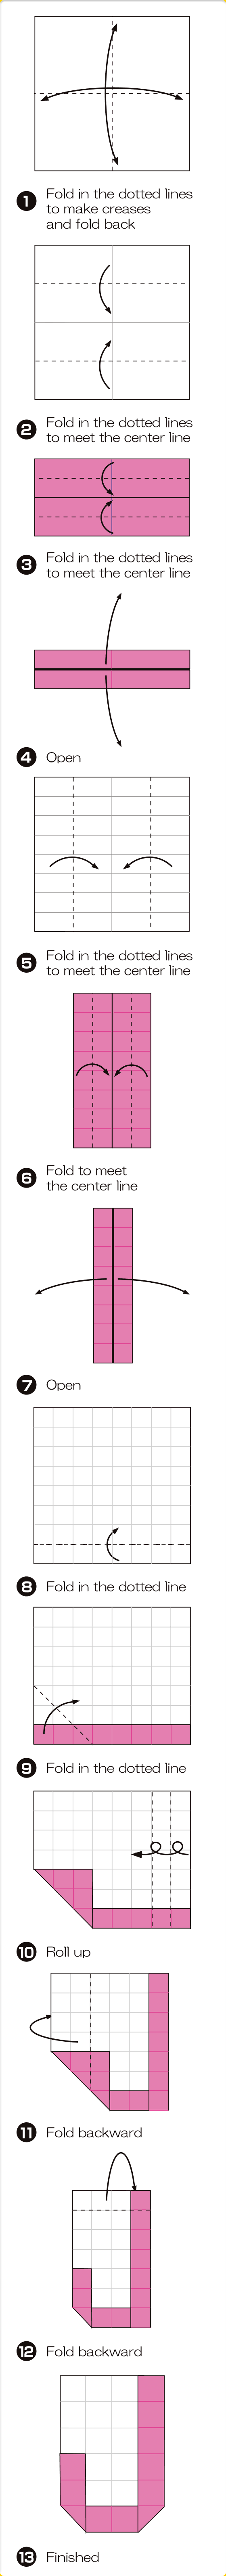 1 Fold in the dotted lines
to make creases
and fold back
2 Fold in the dotted lines
to meet the center line
3 Fold in the dotted lines
to meet the center line
4 Open
5 Fold in the dotted lines
to meet the center line
6 Fold to meet
the center line
7 Open
8 Fold in the dotted line
9 Fold in the dotted line
10 Roll up
11 Fold backward
12 Fold backward
13 Finished